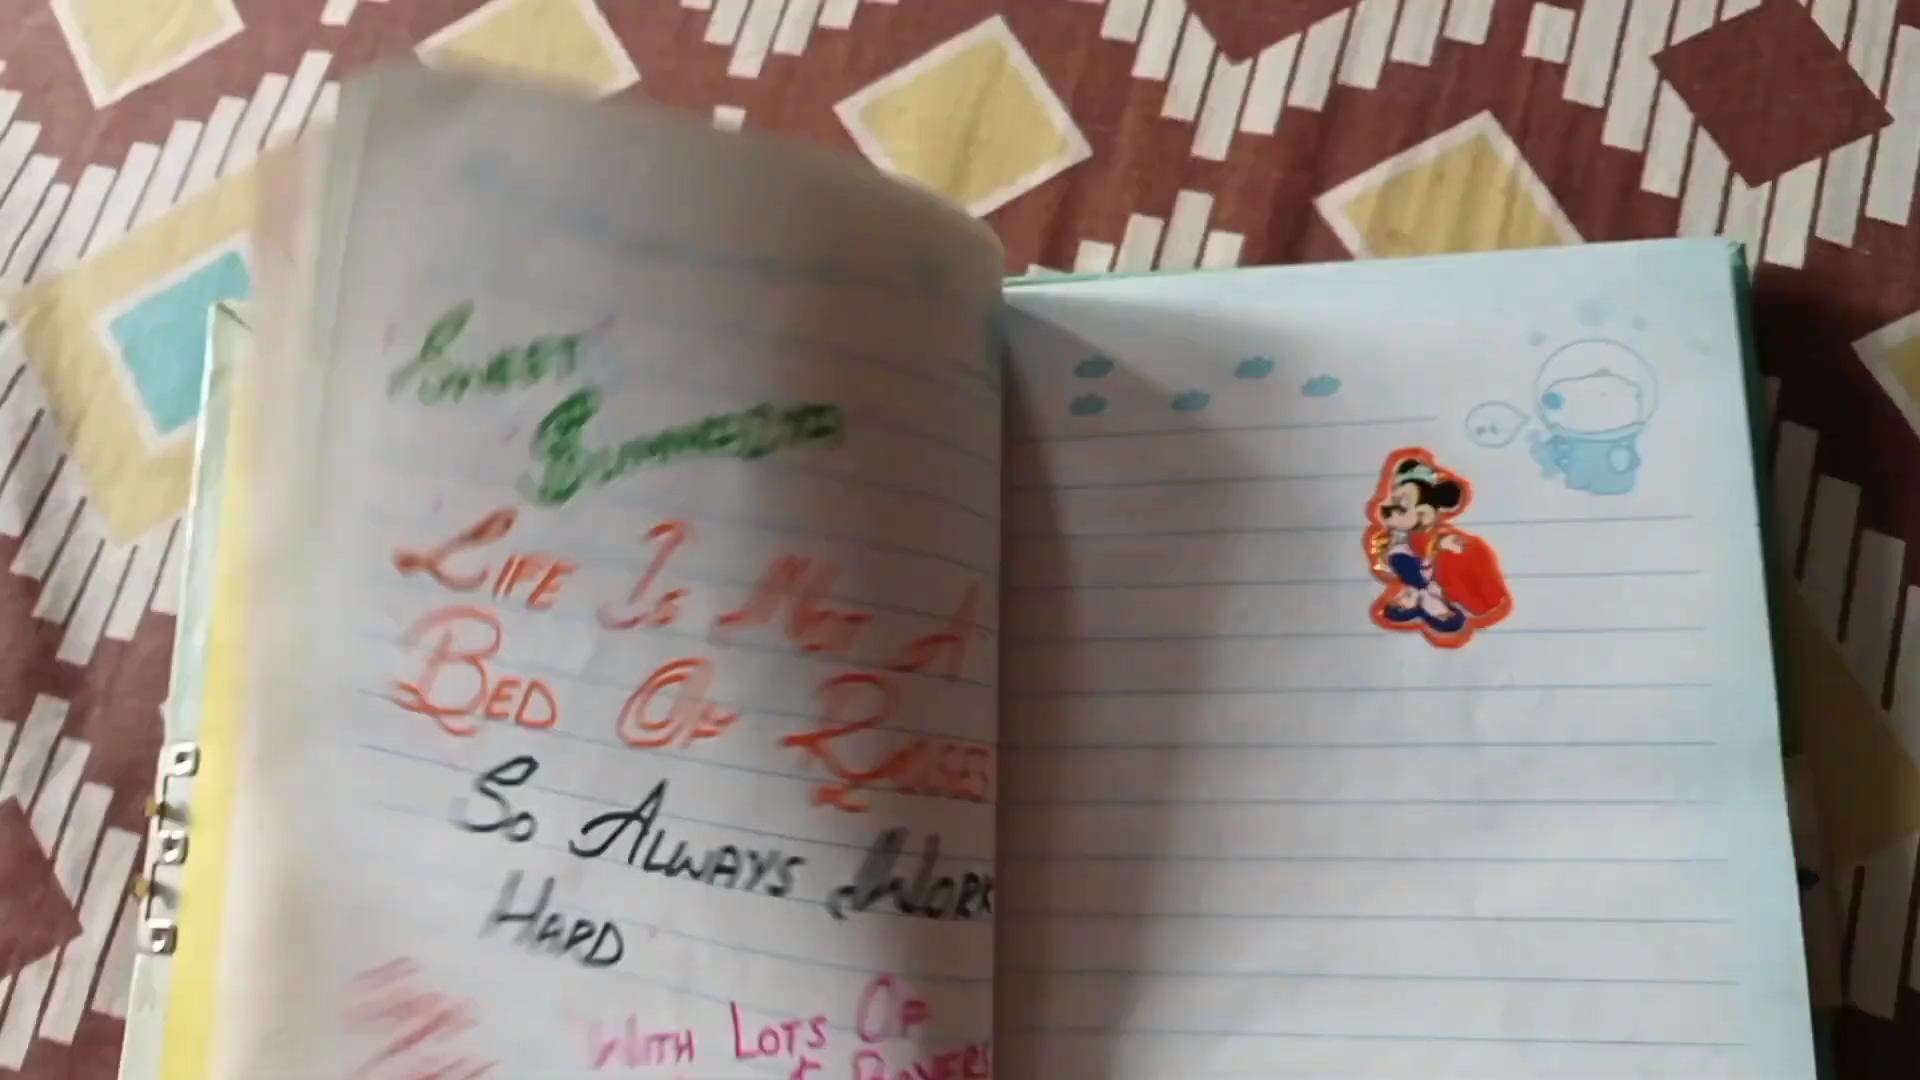 LIFE IS NOT A
BED OF ROSES
SO ALWAYS WORK
HARD
WITH LOTS OF